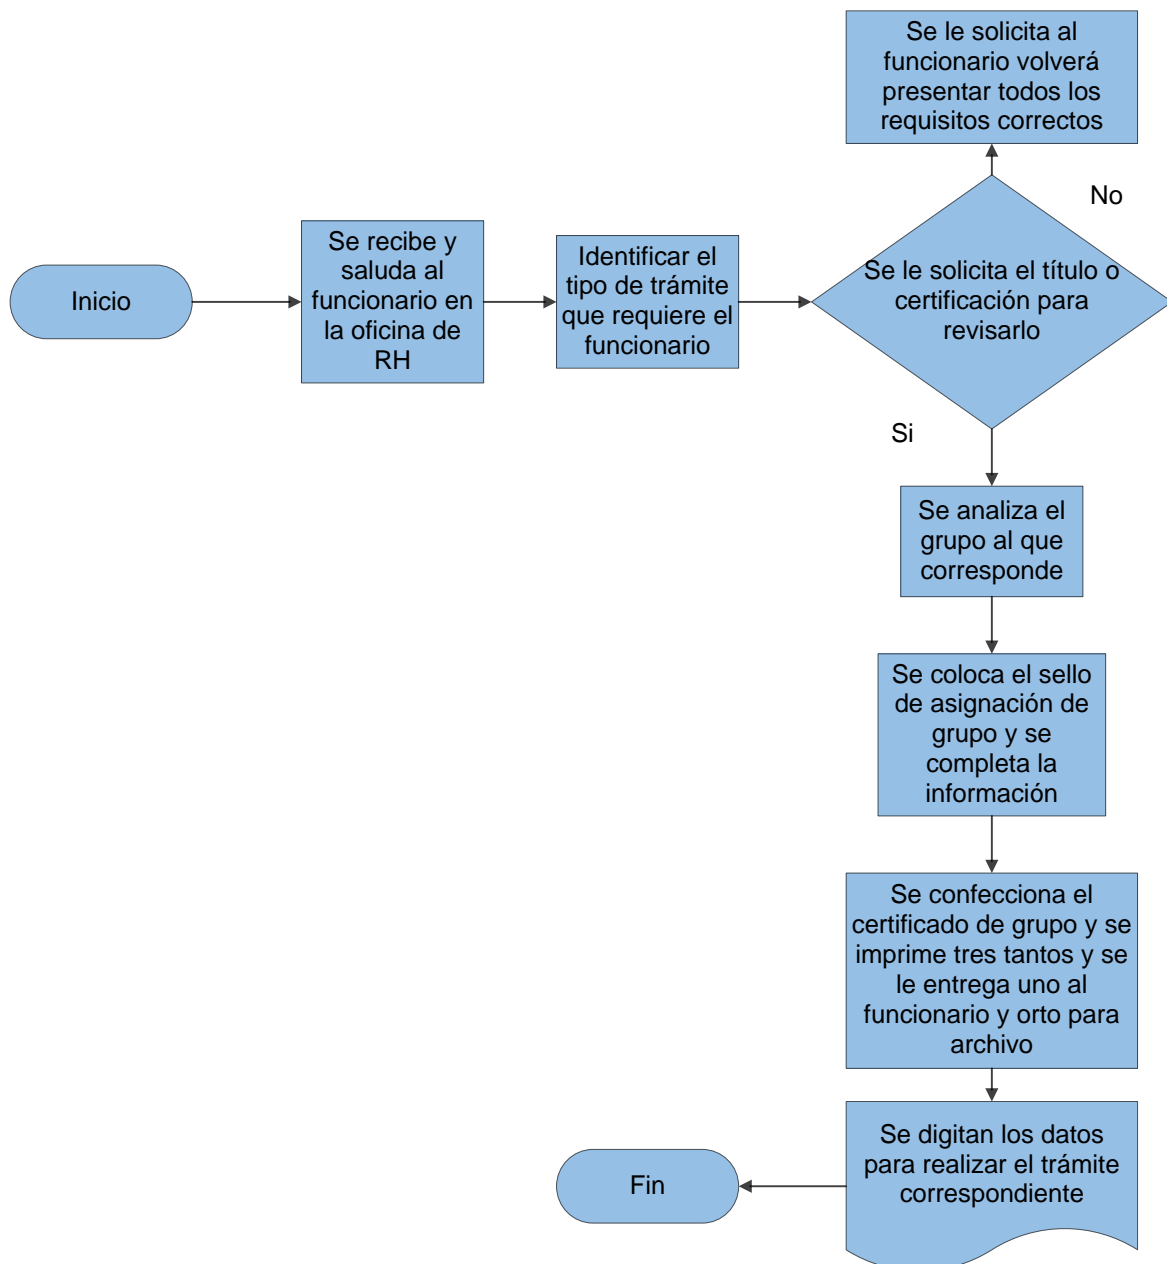 Se le solicita al
funcionario volverá
presentar todos los
requisitos correctos
No
Inicio
Se recibe y
saluda al
funcionario en
la oficina de
RH
Identificar el
tipo de trámite
que requiere el
funcionario
Se le solicita el título o
certificación para
revisarlo
Si
Se analiza el
grupo al que
corresponde
Se coloca el sello
de asignación de
grupo y se
completa la
información
Se confecciona el
certificado de grupo y se
imprime tres tantos y se
le entrega uno al
funcionario y orto para
archivo
Se digitan los datos
para realizar el trámite
correspondiente
Fin